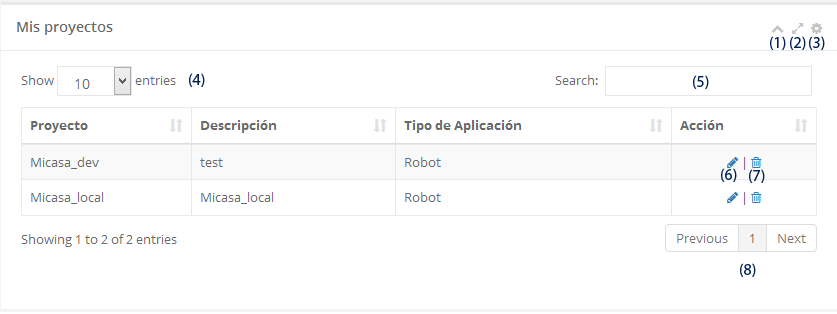 Mis proyectos
(1) (2) (3)
Show 10 entries (4) Search: (5)
Proyecto Descripción Tipo de Aplicación Acción
Micasa_dev test Robot |
(6) (7)
Micasa_local Micasa_local Robot |
Showing 1 to 2 of 2 entries Previous 1 Next
(8)